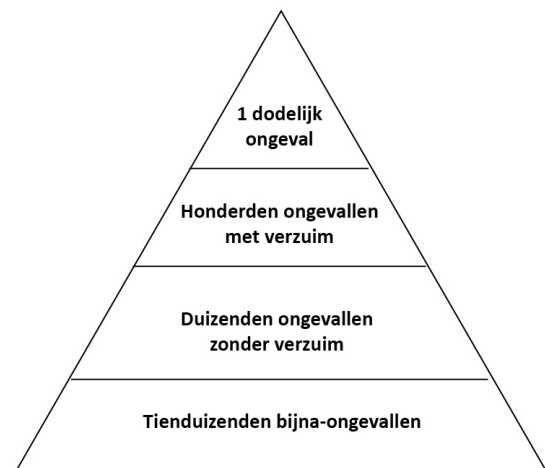 1 dodelijk
ongeval
Honderden ongevallen
met verzuim
Duizenden ongevallen
zonder verzuim
Tienduizenden bijna-ongevallen